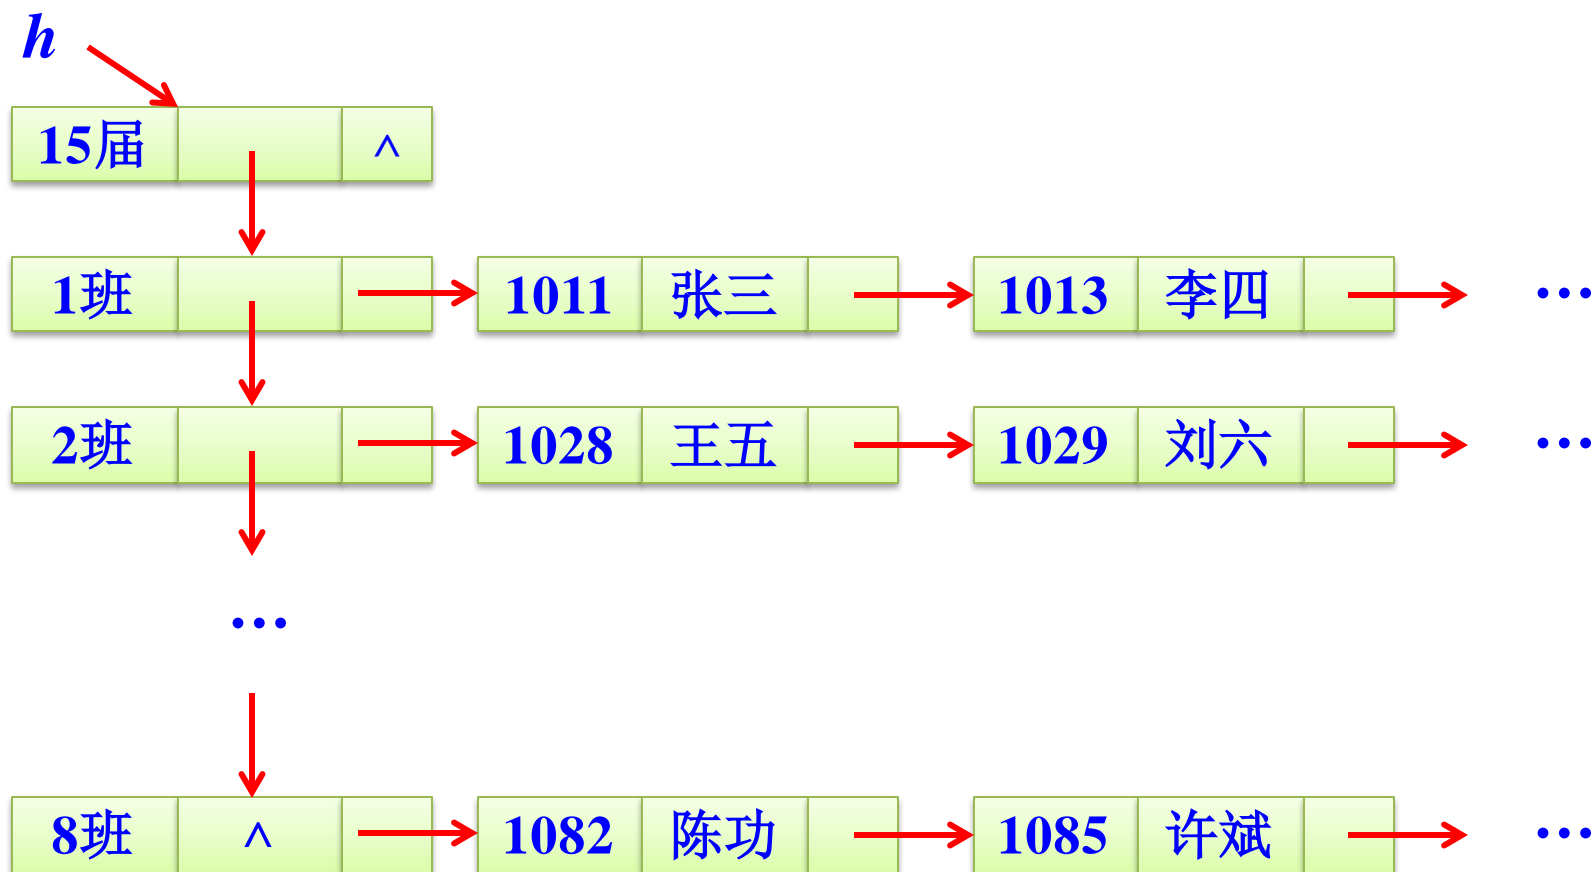 h
15届 ^
1班 1011 张三 1013 李四 …
2班 1028 王五 1029 刘六 …
…
8班 ^ 1082 陈功 1085 许斌 …